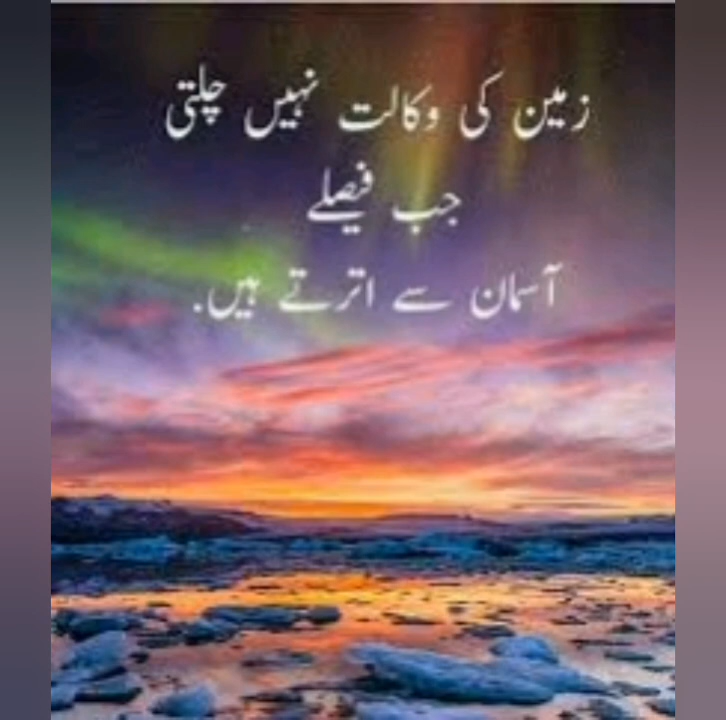 زمین کی وکالت نہیں چلتی
جب فیصلے
آسمان سے اترتے ہیں۔